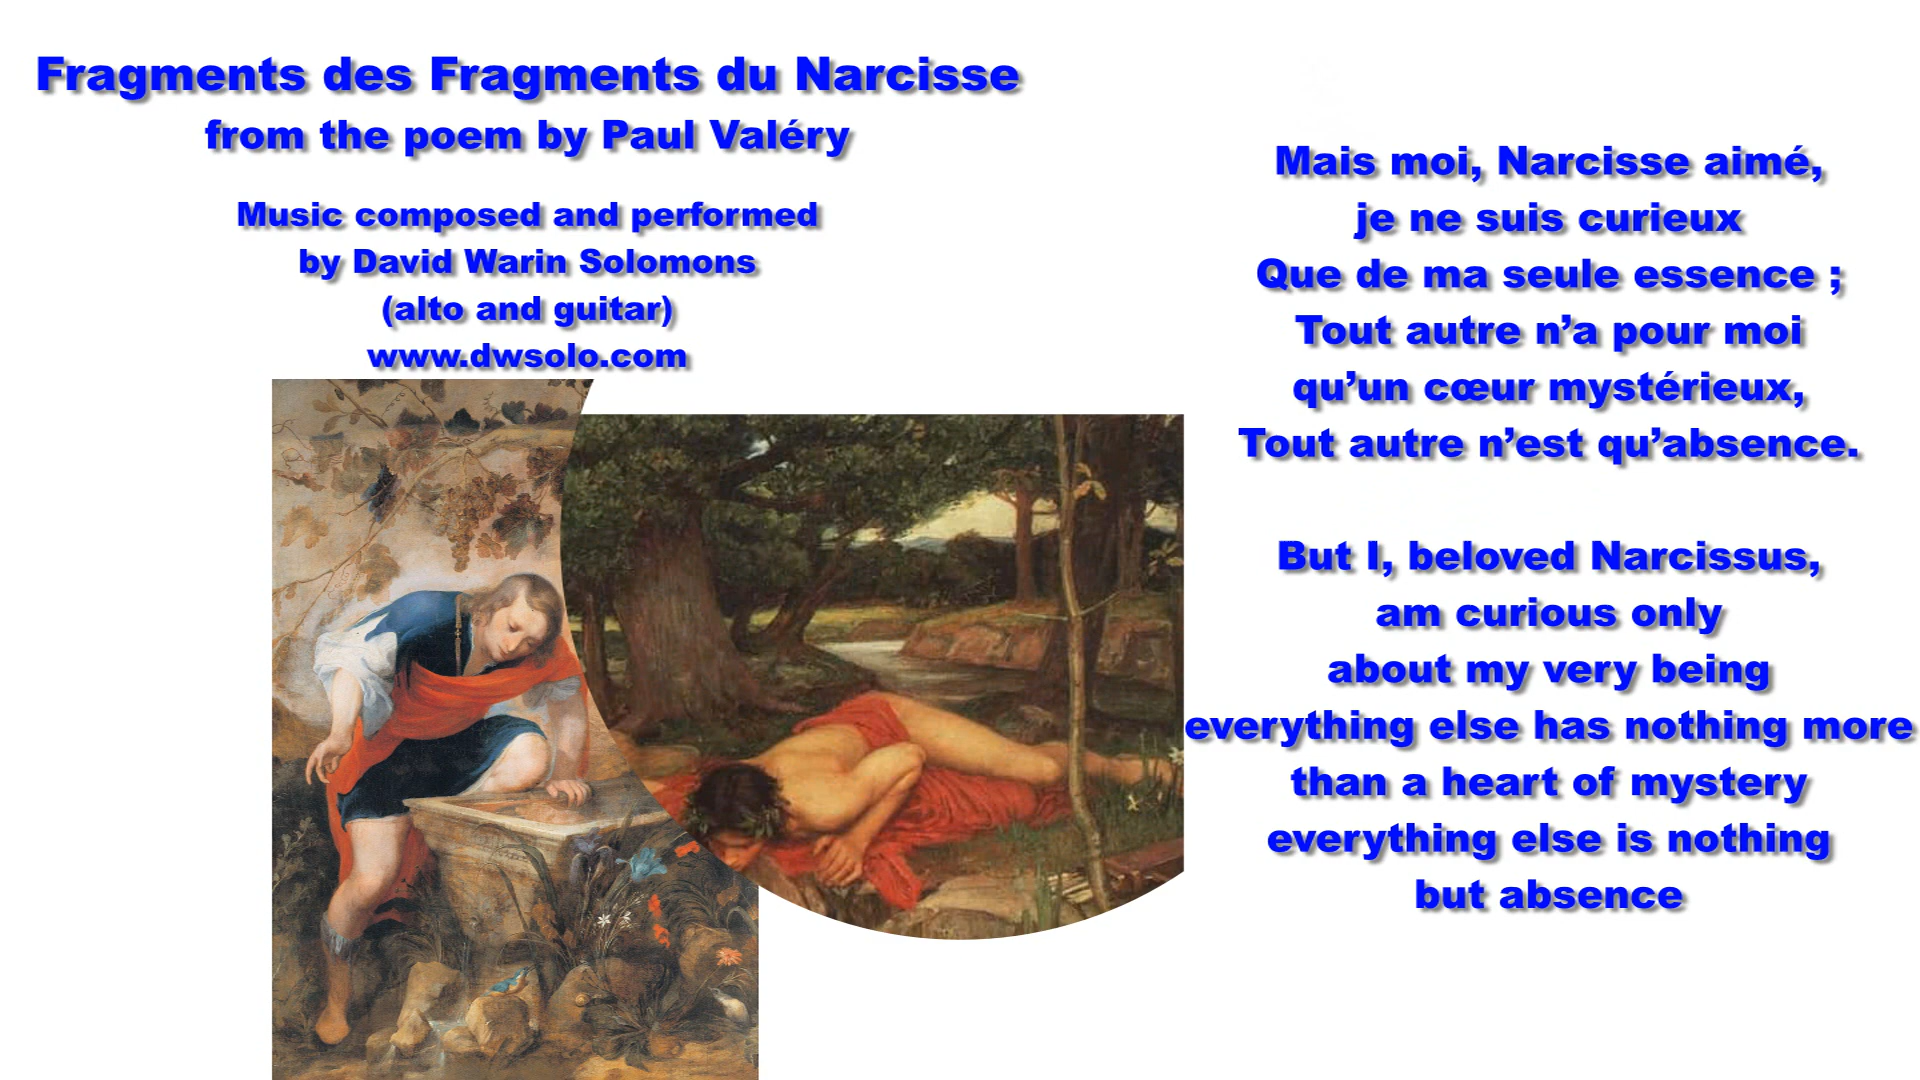 Fragments des Fragments du Narcisse
from the poem by Paul Valéry
Music composed and performed
by David Warin Solomons
(alto and guitar)
www.dwsolo.com
Mais moi, Narcisse aimé,
je ne suis curieux
Que de ma seule essence ;
Tout autre n’a pour moi
qu’un cœur mystérieux,
Tout autre n’est qu’absence.
But I, beloved Narcissus,
am curious only
about my very being
everything else has nothing more
than a heart of mystery
everything else is nothing
but absence